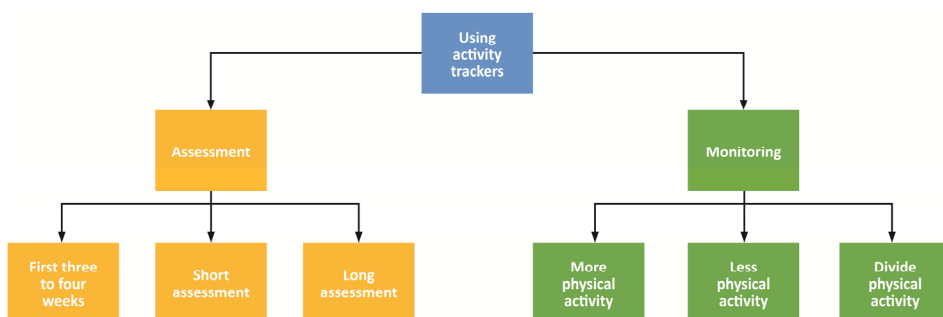 Using
activity
trackers
Assessment
Monitoring
First three
to four
weeks
Short
assessment
Long
assessment
More
physical
activity
Less
physical
activity
Divide
physical
activity